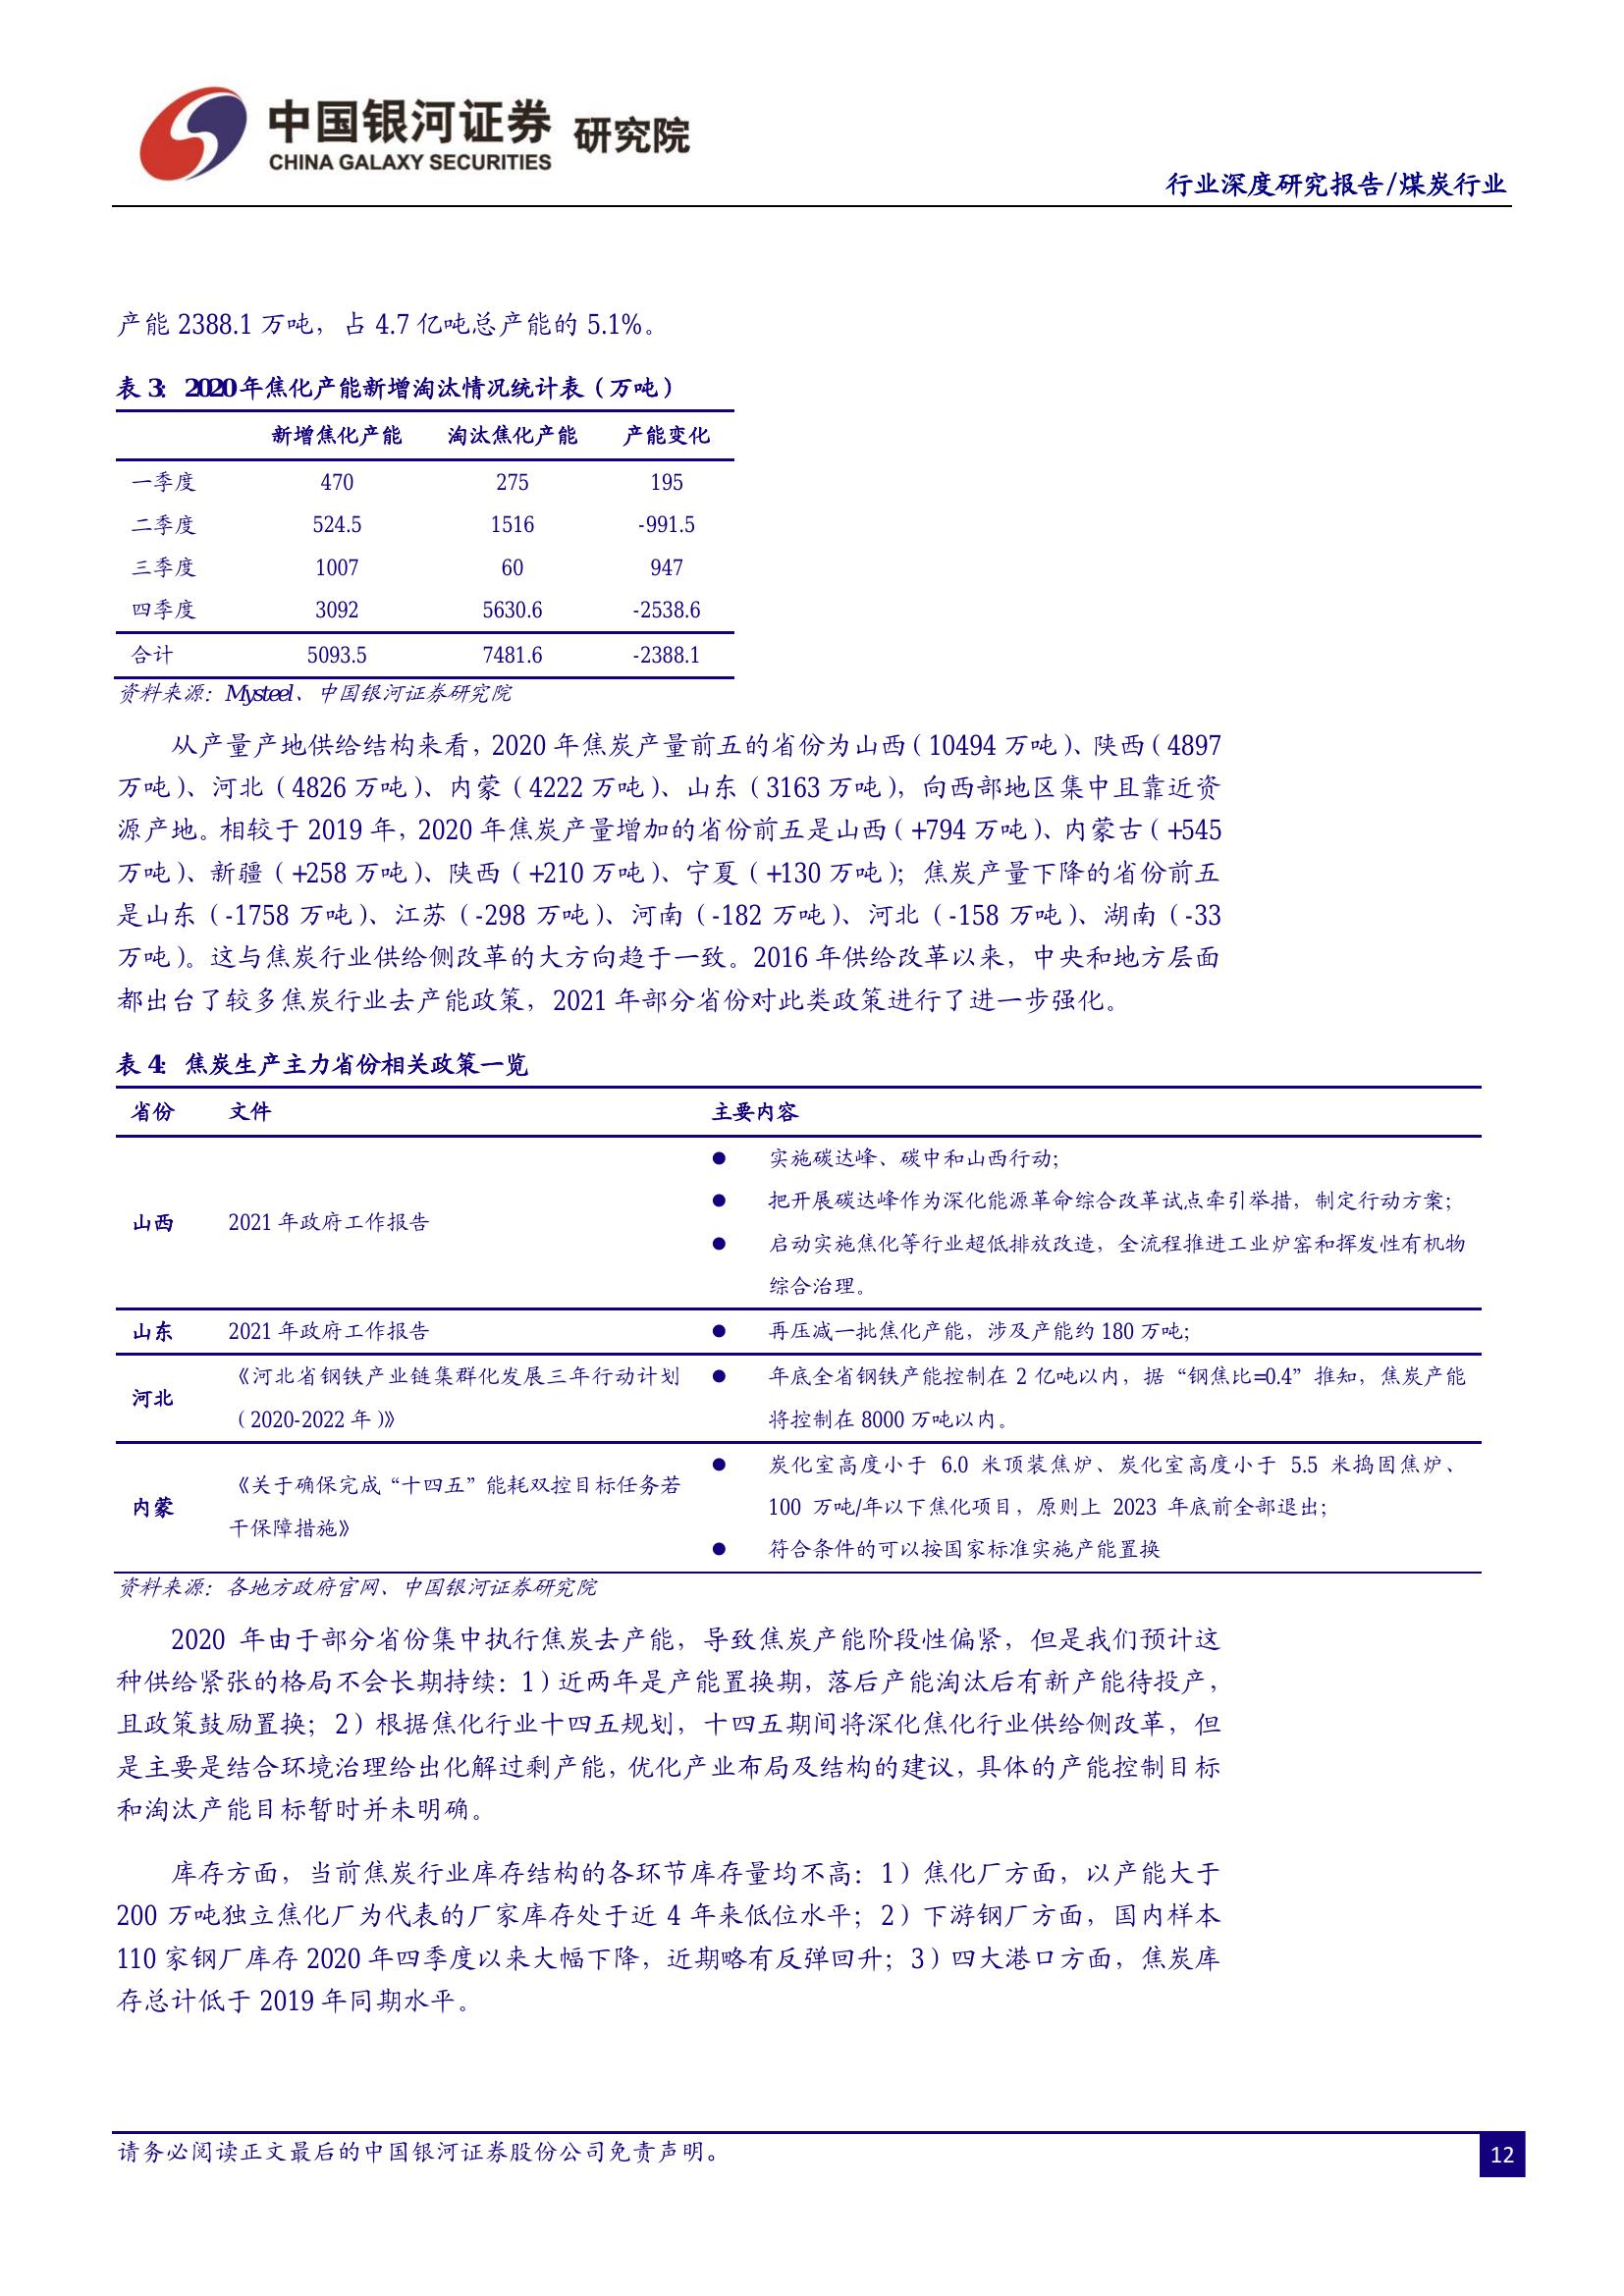 中国银河证券 研究院
CHINA GALAXY SECURITIES
行业深度研究报告/煤炭行业
产能 2388.1 万吨，占 4.7 亿吨总产能的 5.1%。
表 3: 2020 年焦化产能新增淘汰情况统计表（万吨）
新增焦化产能 淘汰焦化产能 产能变化
一季度 470 275 195
二季度 524.5 1516 -991.5
三季度 1007 60 947
四季度 3092 5630.6 -2538.6
合计 5093.5 7481.6 -2388.1
资料来源：Mysteel、中国银河证券研究院
从产量产地供给结构来看，2020 年焦炭产量前五的省份为山西（10494 万吨）、陕西（4897
万吨）、河北（4826 万吨）、内蒙（4222 万吨）、山东（3163 万吨），向西部地区集中且靠近资
源产地。相较于 2019 年，2020 年焦炭产量增加的省份前五是山西（+794 万吨）、内蒙古（+545
万吨）、新疆（+258 万吨）、陕西（+210 万吨）、宁夏（+130 万吨）；焦炭产量下降的省份前五
是山东（-1758 万吨）、江苏（-298 万吨）、河南（-182 万吨）、河北（-158 万吨）、湖南（-33
万吨）。这与焦炭行业供给侧改革的大方向趋于一致。2016 年供给改革以来，中央和地方层面
都出台了较多焦炭行业去产能政策，2021 年部分省份对此类政策进行了进一步强化。
表 4: 焦炭生产主力省份相关政策一览
省份 文件 主要内容
● 实施碳达峰、碳中和山西行动；
● 把开展碳达峰作为深化能源革命综合改革试点牵引举措，制定行动方案；
山西 2021 年政府工作报告
● 启动实施焦化等行业超低排放改造，全流程推进工业炉窑和挥发性有机物
综合治理。
山东 2021 年政府工作报告 ● 再压减一批焦化产能，涉及产能约 180 万吨；
《河北省钢铁产业链集群化发展三年行动计划 ● 年底全省钢铁产能控制在 2 亿吨以内，据“钢焦比=0.4”推知，焦炭产能
河北
（2020-2022 年）》 将控制在 8000 万吨以内。
● 炭化室高度小于 6.0 米顶装焦炉、炭化室高度小于 5.5 米捣固焦炉、
《关于确保完成“十四五”能耗双控目标任务若
内蒙 100 万吨/年以下焦化项目，原则上 2023 年底前全部退出；
干保障措施》
● 符合条件的可以按国家标准实施产能置换
资料来源：各地方政府官网、中国银河证券研究院
2020 年由于部分省份集中执行焦炭去产能，导致焦炭产能阶段性偏紧，但是我们预计这
种供给紧张的格局不会长期持续：1）近两年是产能置换期，落后产能淘汰后有新产能待投产，
且政策鼓励置换；2）根据焦化行业十四五规划，十四五期间将深化焦化行业供给侧改革，但
是主要是结合环境治理给出化解过剩产能，优化产业布局及结构的建议，具体的产能控制目标
和淘汰产能目标暂时并未明确。
库存方面，当前焦炭行业库存结构的各环节库存量均不高：1）焦化厂方面，以产能大于
200 万吨独立焦化厂为代表的厂家库存处于近 4 年来低位水平；2）下游钢厂方面，国内样本
110 家钢厂库存 2020 年四季度以来大幅下降，近期略有反弹回升；3）四大港口方面，焦炭库
存总计低于 2019 年同期水平。
请务必阅读正文最后的中国银河证券股份公司免责声明。
12